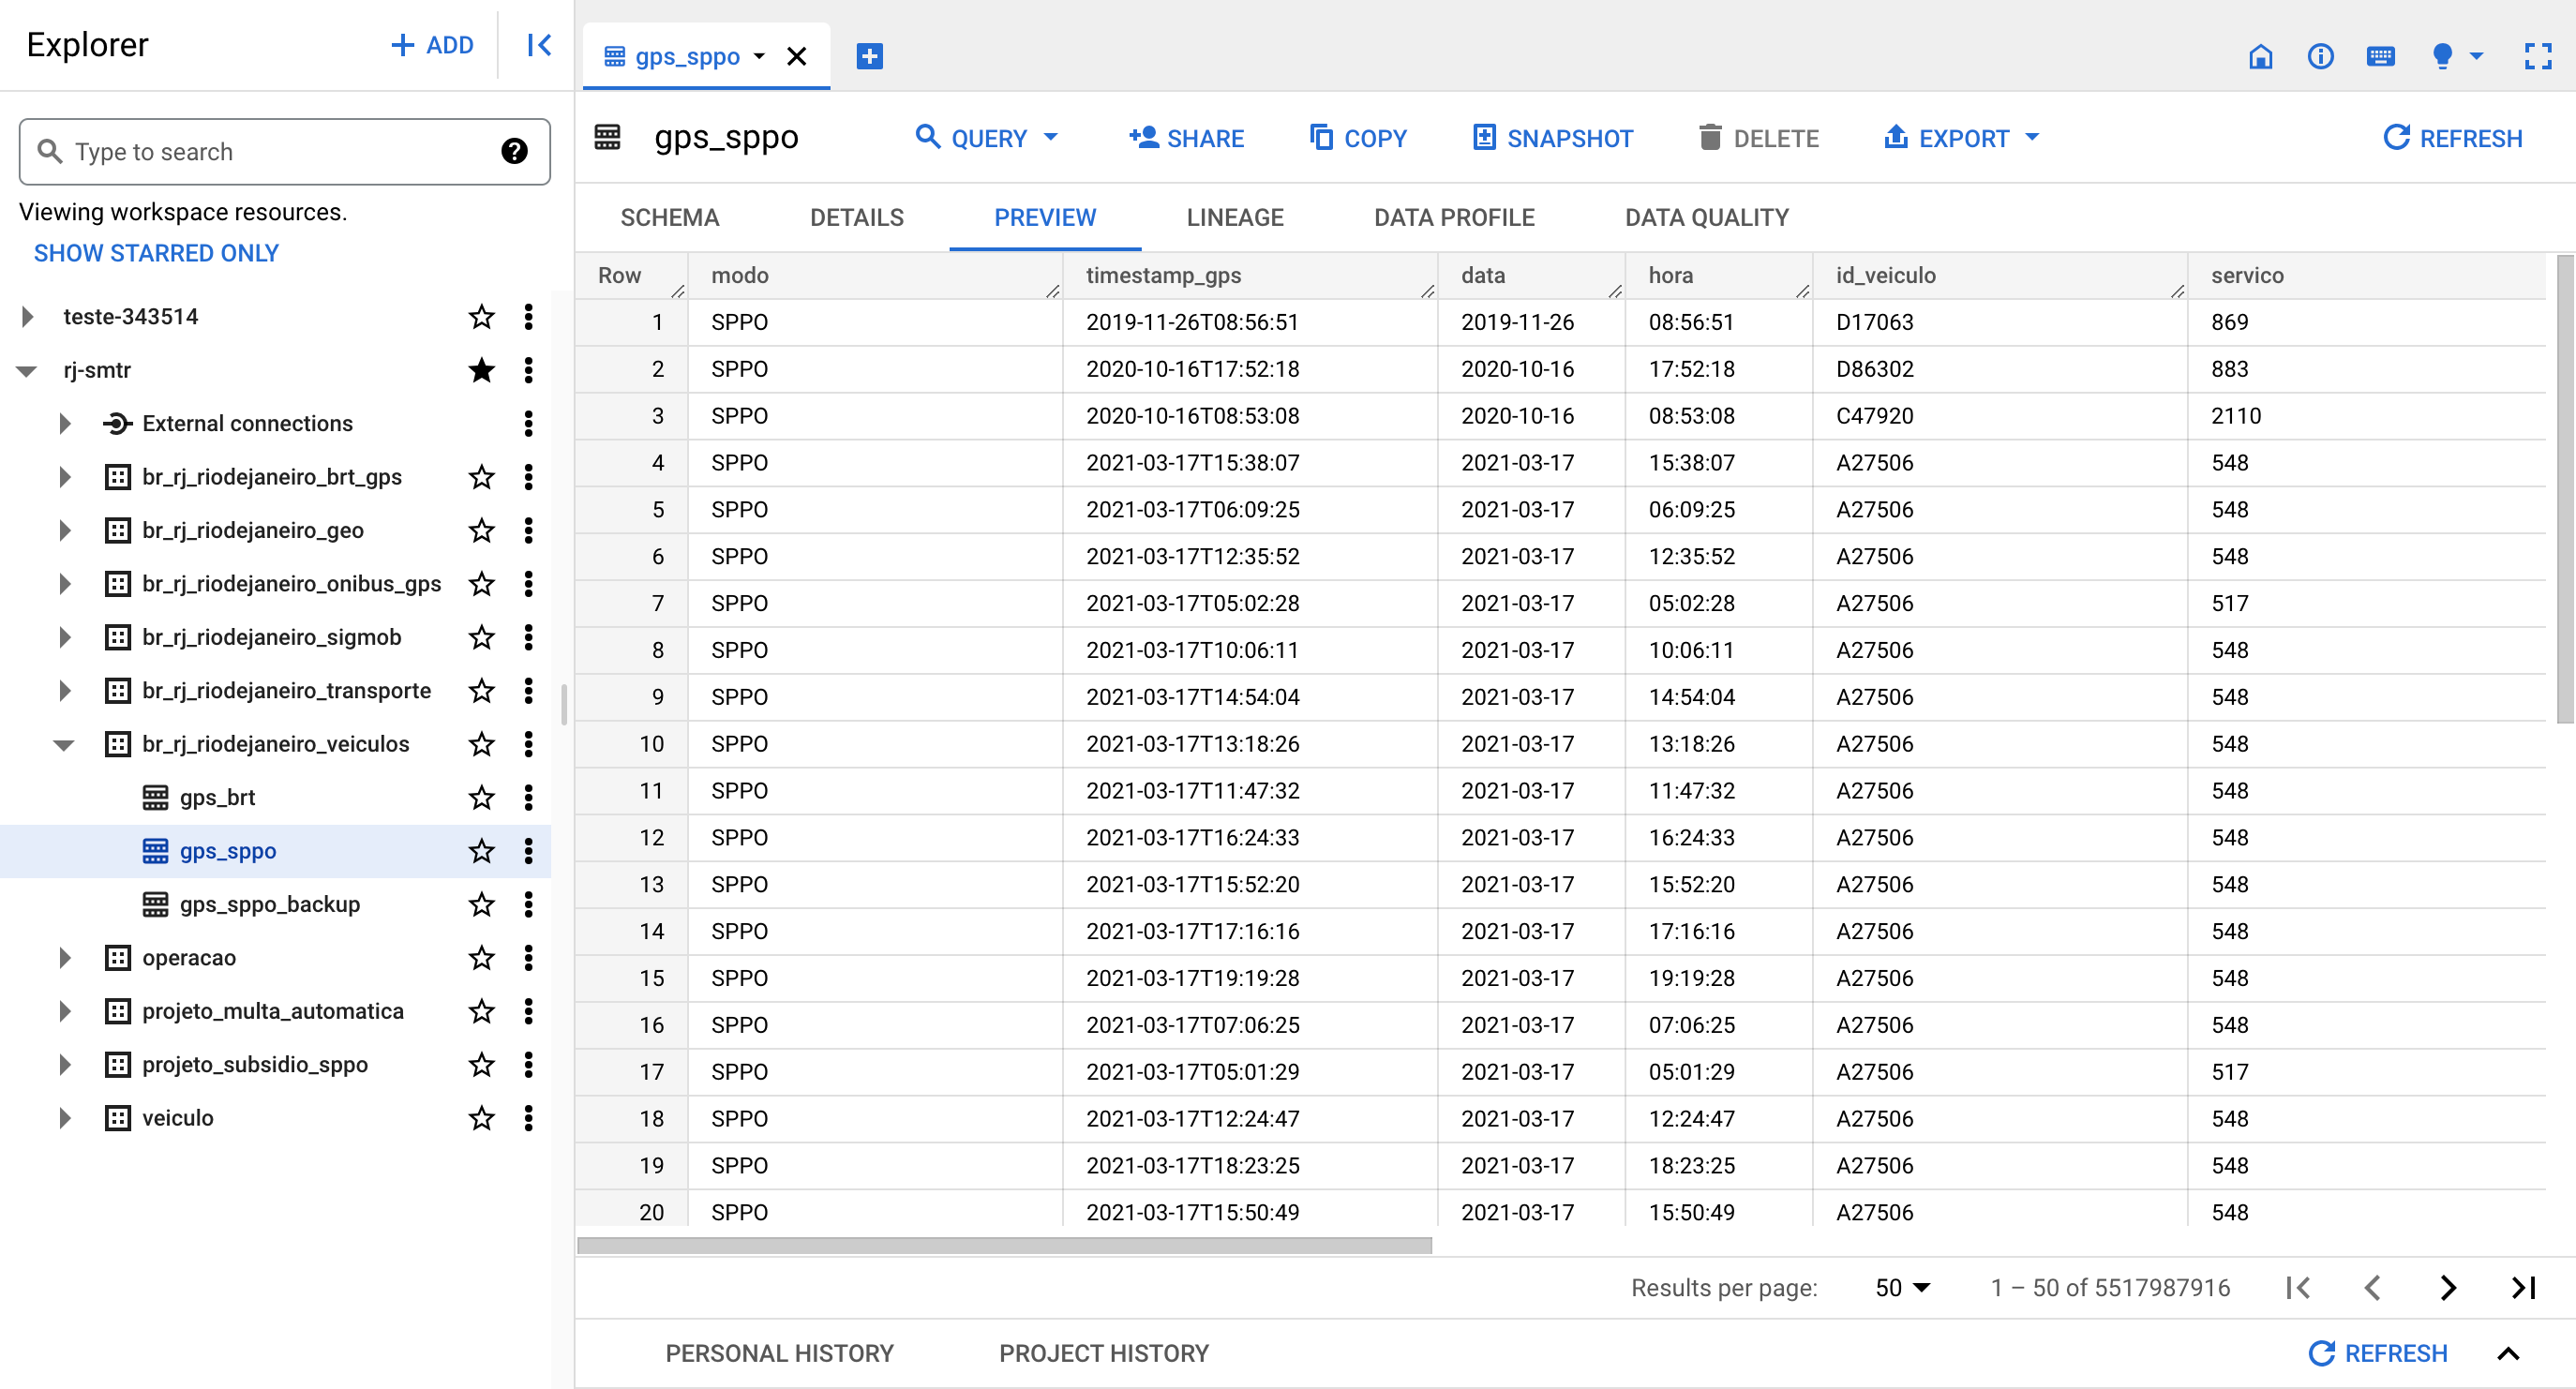 Explorer
ADD
Type to search
Viewing workspace resources.
SHOW STARRED ONLY
teste-343514
rj-smtr
External connections
br_rj_riodejaneiro_brt_gps
br_rj_riodejaneiro_geo
br_rj_riodejaneiro_onibus_gps
br_rj_riodejaneiro_sigmob
br_rj_riodejaneiro_transporte
br_rj_riodejaneiro_veiculos
gps_brt
gps_sppo
gps_sppo_backup
operacao
projeto_multa_automatica
projeto_subsidio_sppo
veiculo
gps_sppo
gps_sppo QUERY SHARE COPY SNAPSHOT DELETE EXPORT REFRESH
SCHEMA DETAILS PREVIEW LINEAGE DATA PROFILE DATA QUALITY
Row modo timestamp_gps data hora id_veiculo servico
1 SPPO 2019-11-26T08:56:51 2019-11-26 08:56:51 D17063 869
2 SPPO 2020-10-16T17:52:18 2020-10-16 17:52:18 D86302 883
3 SPPO 2020-10-16T08:53:08 2020-10-16 08:53:08 C47920 2110
4 SPPO 2021-03-17T15:38:07 2021-03-17 15:38:07 A27506 548
5 SPPO 2021-03-17T06:09:25 2021-03-17 06:09:25 A27506 548
6 SPPO 2021-03-17T12:35:52 2021-03-17 12:35:52 A27506 548
7 SPPO 2021-03-17T05:02:28 2021-03-17 05:02:28 A27506 517
8 SPPO 2021-03-17T10:06:11 2021-03-17 10:06:11 A27506 548
9 SPPO 2021-03-17T14:54:04 2021-03-17 14:54:04 A27506 548
10 SPPO 2021-03-17T13:18:26 2021-03-17 13:18:26 A27506 548
11 SPPO 2021-03-17T11:47:32 2021-03-17 11:47:32 A27506 548
12 SPPO 2021-03-17T16:24:33 2021-03-17 16:24:33 A27506 548
13 SPPO 2021-03-17T15:52:20 2021-03-17 15:52:20 A27506 548
14 SPPO 2021-03-17T17:16:16 2021-03-17 17:16:16 A27506 548
15 SPPO 2021-03-17T19:19:28 2021-03-17 19:19:28 A27506 548
16 SPPO 2021-03-17T07:06:25 2021-03-17 07:06:25 A27506 548
17 SPPO 2021-03-17T05:01:29 2021-03-17 05:01:29 A27506 517
18 SPPO 2021-03-17T12:24:47 2021-03-17 12:24:47 A27506 548
19 SPPO 2021-03-17T18:23:25 2021-03-17 18:23:25 A27506 548
20 SPPO 2021-03-17T15:50:49 2021-03-17 15:50:49 A27506 548
Results per page: 50 1 – 50 of 5517987916
PERSONAL HISTORY PROJECT HISTORY REFRESH